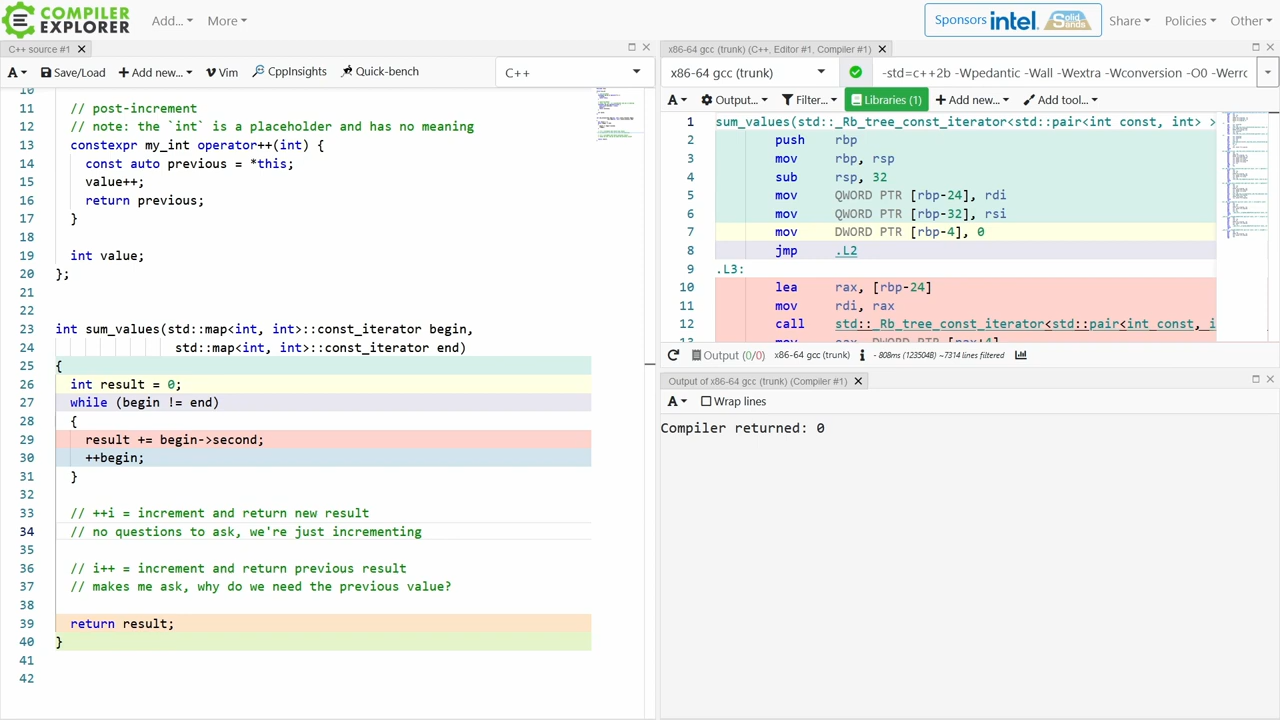 COMPILER EXPLORER
Add...
More
Sponsors intel. Solid Sands
Share
Policies
Other
C++ source #1
A
Save/Load
Add new...
Vim
CppInsights
Quick-bench
C++
10
11 // post-increment
12 // note: the `int` is a placeholder and has no meaning
13 constexpr my_int operator++(int) {
14 const auto previous = *this;
15 value++;
16 return previous;
17 }
18
19 int value;
20 };
21
22
23 int sum_values(std::map<int, int>::const_iterator begin,
24 std::map<int, int>::const_iterator end)
25 {
26 int result = 0;
27 while (begin != end)
28 {
29 result += begin->second;
30 ++begin;
31 }
32
33 // ++i = increment and return new result
34 // no questions to ask, we're just incrementing
35
36 // i++ = increment and return previous result
37 // makes me ask, why do we need the previous value?
38
39 return result;
40 }
41
42
x86-64 gcc (trunk) (C++, Editor #1, Compiler #1)
x86-64 gcc (trunk)
-std=c++2b -Wpedantic -Wall -Wextra -Wconversion -O0 -Werrc
A
Output...
Filter...
Libraries (1)
Add new...
Add tool...
1 sum_values(std::_Rb_tree_const_iterator<std::pair<int const, int> >
2 push rbp
3 mov rbp, rsp
4 sub rsp, 32
5 mov QWORD PTR [rbp-24], rdi
6 mov QWORD PTR [rbp-32], rsi
7 mov DWORD PTR [rbp-4], 0
8 jmp .L2
9 .L3:
10 lea rax, [rbp-24]
11 mov rdi, rax
12 call std::_Rb_tree_const_iterator<std::pair<int const, i
Output (0/0) x86-64 gcc (trunk) - 808ms (123504B) ~7314 lines filtered
Output of x86-64 gcc (trunk) (Compiler #1)
A
Wrap lines
Compiler returned: 0